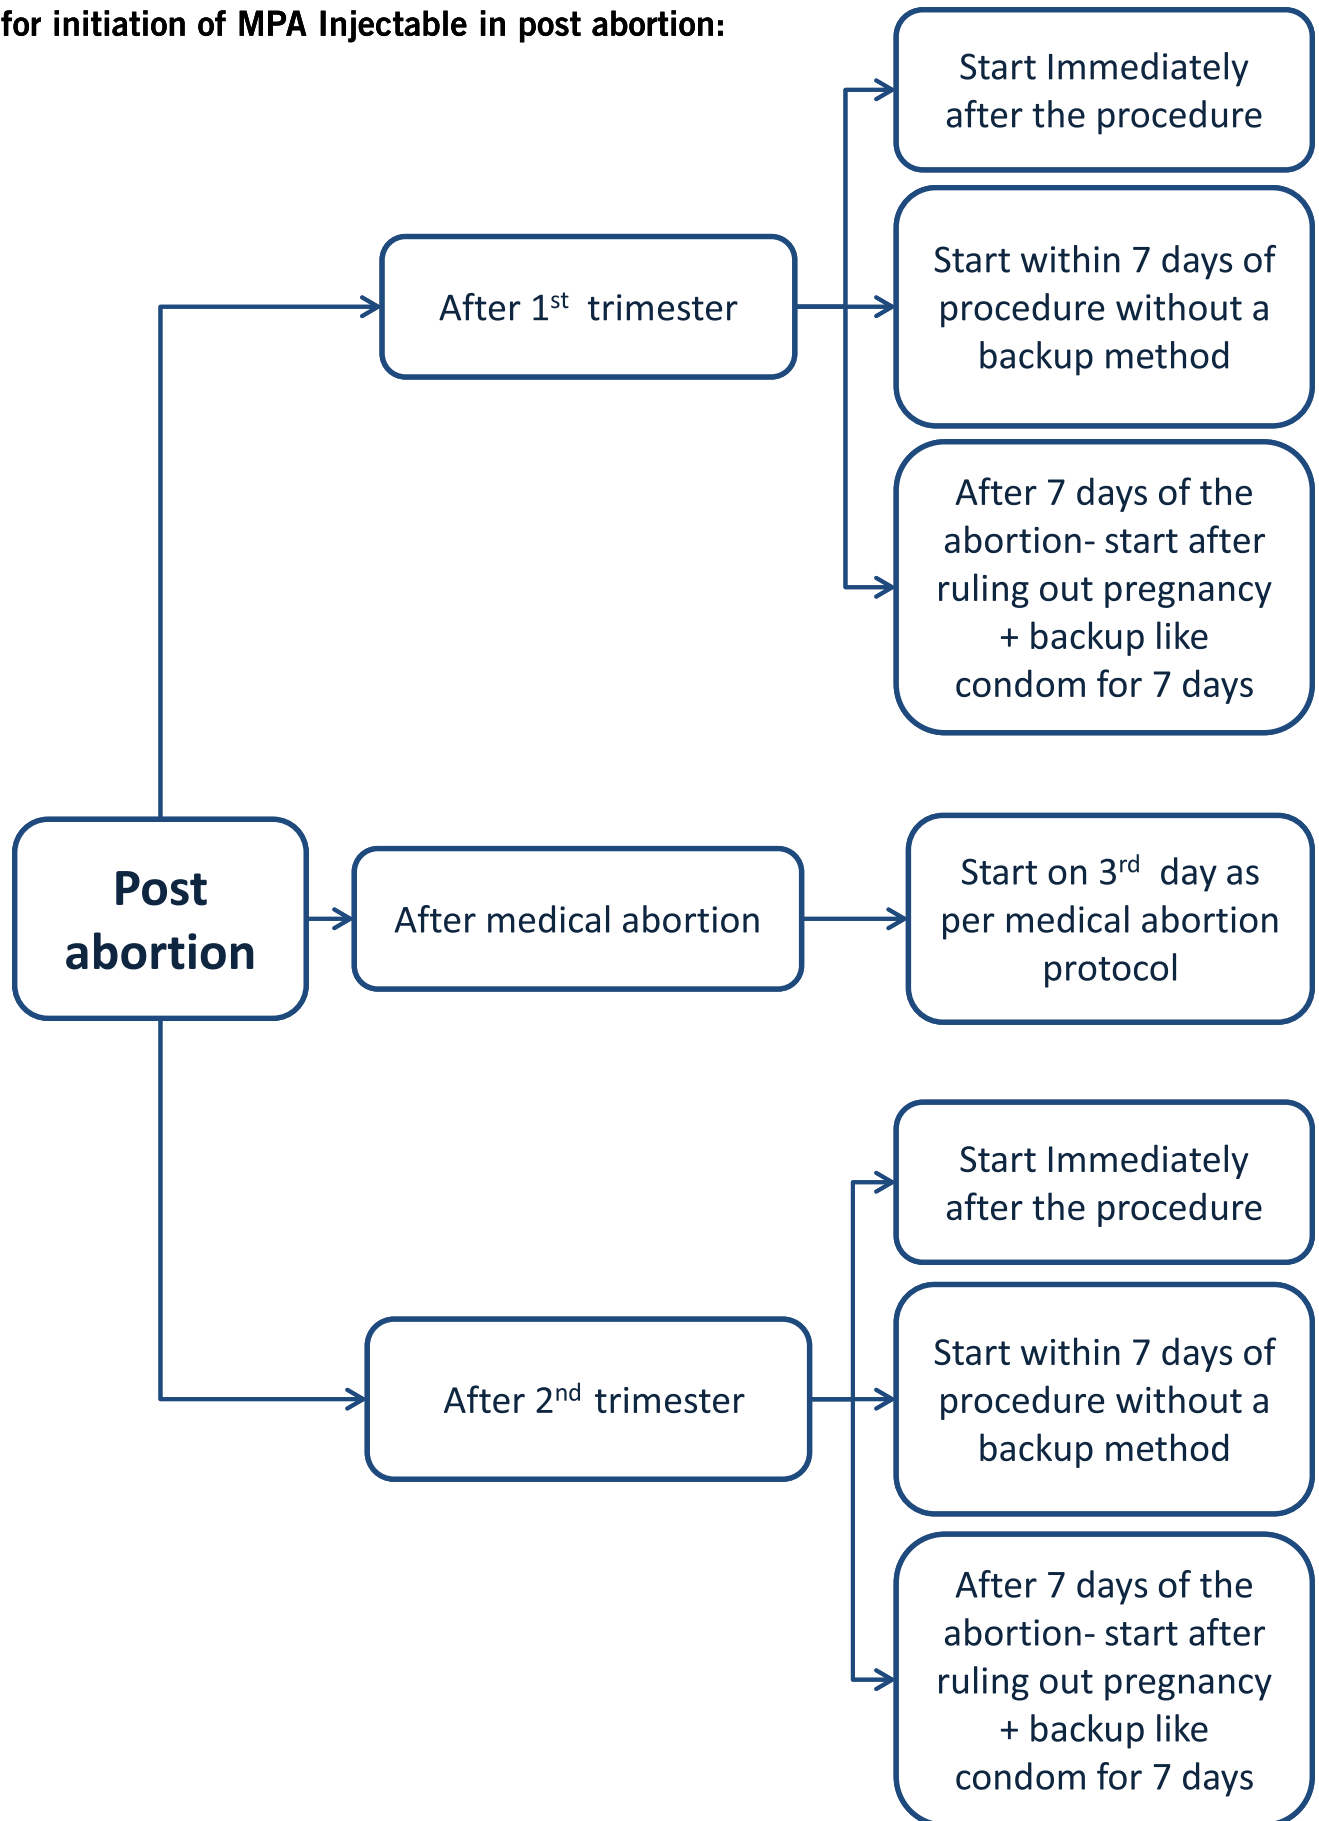 for initiation of MPA Injectable in post abortion:
Start Immediately
after the procedure
After 1st trimester
Start within 7 days of
procedure without a
backup method
After 7 days of the
abortion- start after
ruling out pregnancy
+ backup like
condom for 7 days
Post
abortion
After medical abortion
Start on 3rd day as
per medical abortion
protocol
Start Immediately
after the procedure
After 2nd trimester
Start within 7 days of
procedure without a
backup method
After 7 days of the
abortion- start after
ruling out pregnancy
+ backup like
condom for 7 days